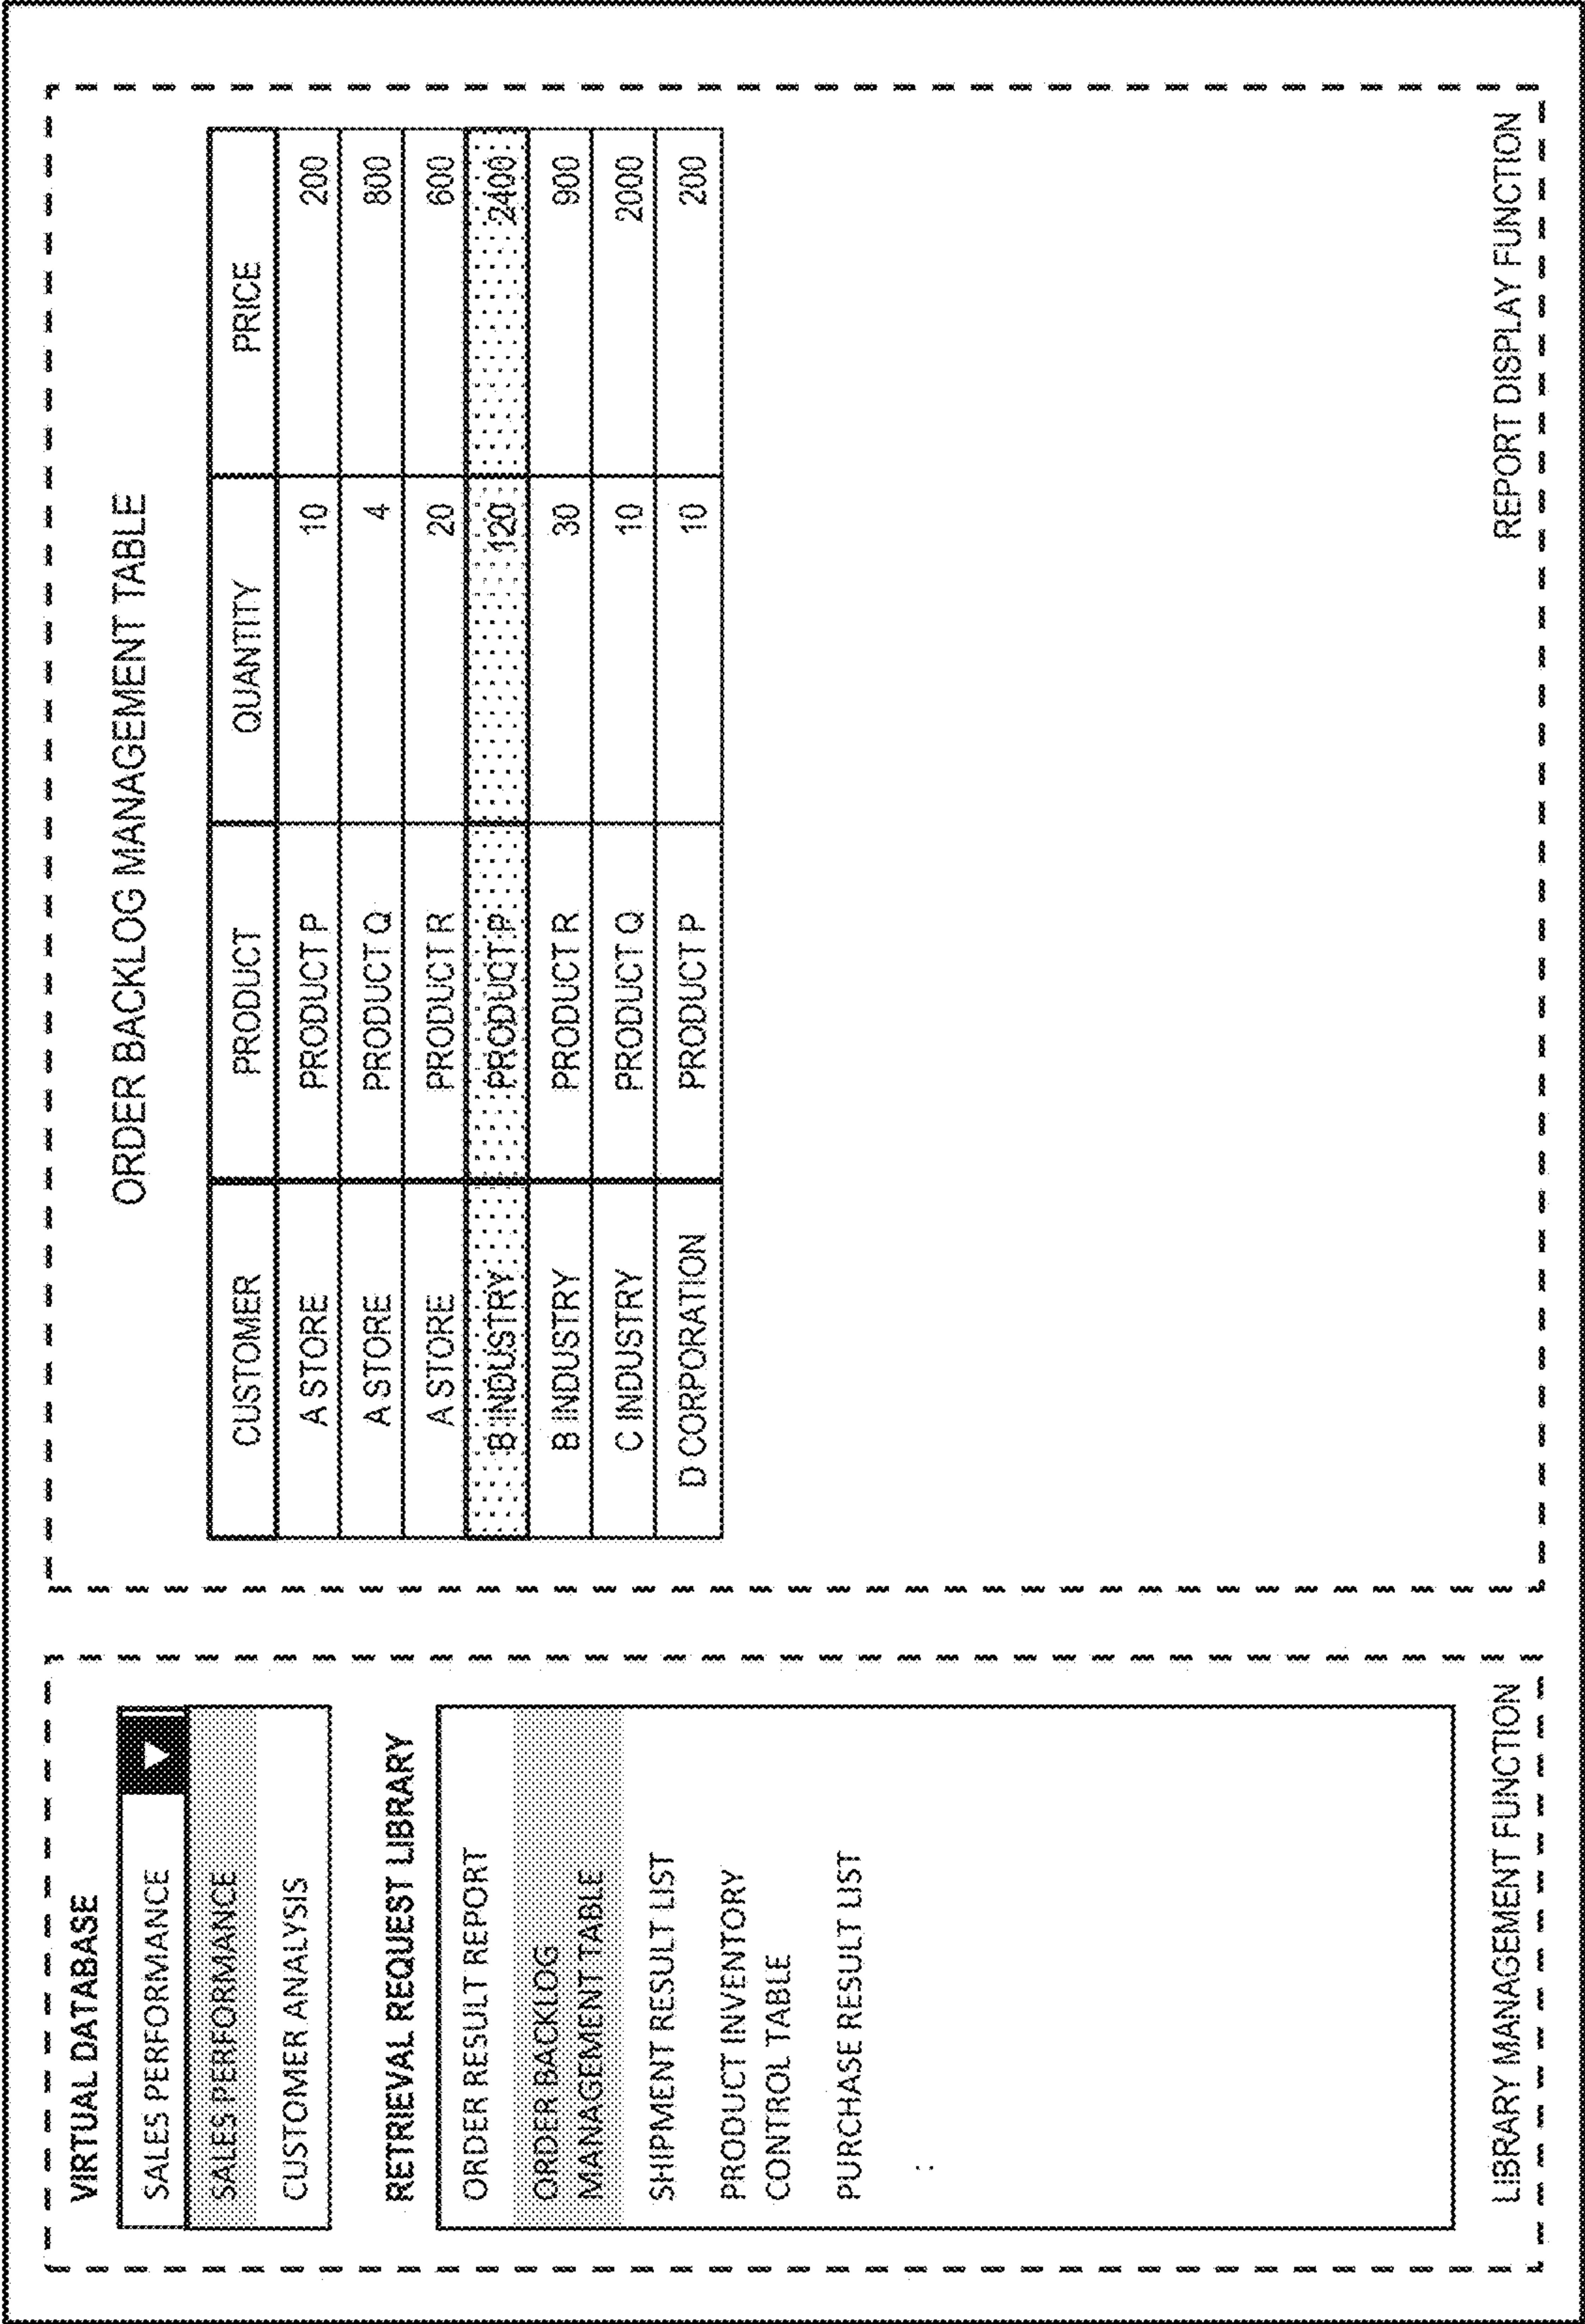 VIRTUAL DATABASE
SALES PERFORMANCE
SALES PERFORMANCE
CUSTOMER ANALYSIS
RETRIEVAL REQUEST LIBRARY
ORDER RESULT REPORT
ORDER BACKLOG
MANAGEMENT TABLE
SHIPMENT RESULT LIST
PRODUCT INVENTORY
CONTROL TABLE
PURCHASE RESULT LIST
:
LIBRARY MANAGEMENT FUNCTION
ORDER BACKLOG MANAGEMENT TABLE
CUSTOMER PRODUCT QUANTITY PRICE
A STORE PRODUCT P 10 200
A STORE PRODUCT Q 4 800
A STORE PRODUCT R 20 600
B INDUSTRY PRODUCT P 120 2400
B INDUSTRY PRODUCT R 30 900
C INDUSTRY PRODUCT Q 10 2000
D CORPORATION PRODUCT P 10 200
REPORT DISPLAY FUNCTION